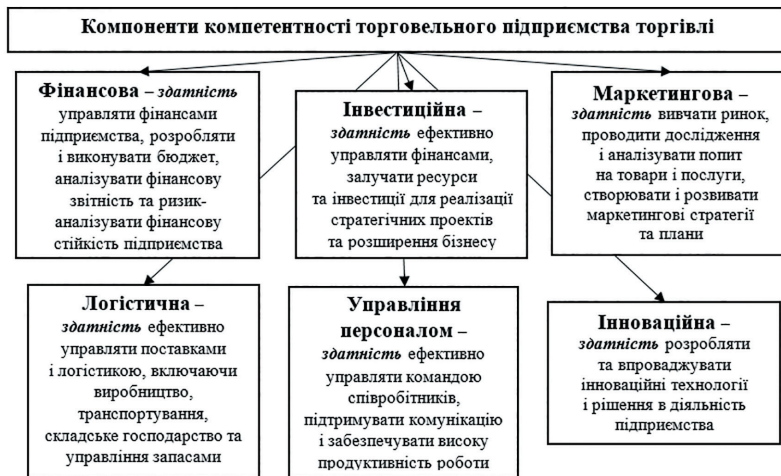 Компоненти компетентності торговельного підприємства торгівлі
Фінансова – здатність
управляти фінансами
підприємства, розробляти
і виконувати бюджет,
аналізувати фінансову
звітність та ризик-
аналізувати фінансову
стійкість підприємства
Інвестиційна –
здатність ефективно
управляти фінансами,
залучати ресурси
та інвестиції для реалізації
стратегічних проектів
та розширення бізнесу
Маркетингова –
здатність вивчати ринок,
проводити дослідження
і аналізувати попит
на товари і послуги,
створювати і розвивати
маркетингові стратегії
та плани
Логістична –
здатність ефективно
управляти поставками
і логістикою, включаючи
виробництво,
транспортування,
складське господарство та
управління запасами
Управління
персоналом –
здатність ефективно
управляти командою
співробітників,
підтримувати комунікацію
і забезпечувати високу
продуктивність роботи
Інноваційна –
здатність розробляти
та впроваджувати
інноваційні технології
і рішення в діяльність
підприємства